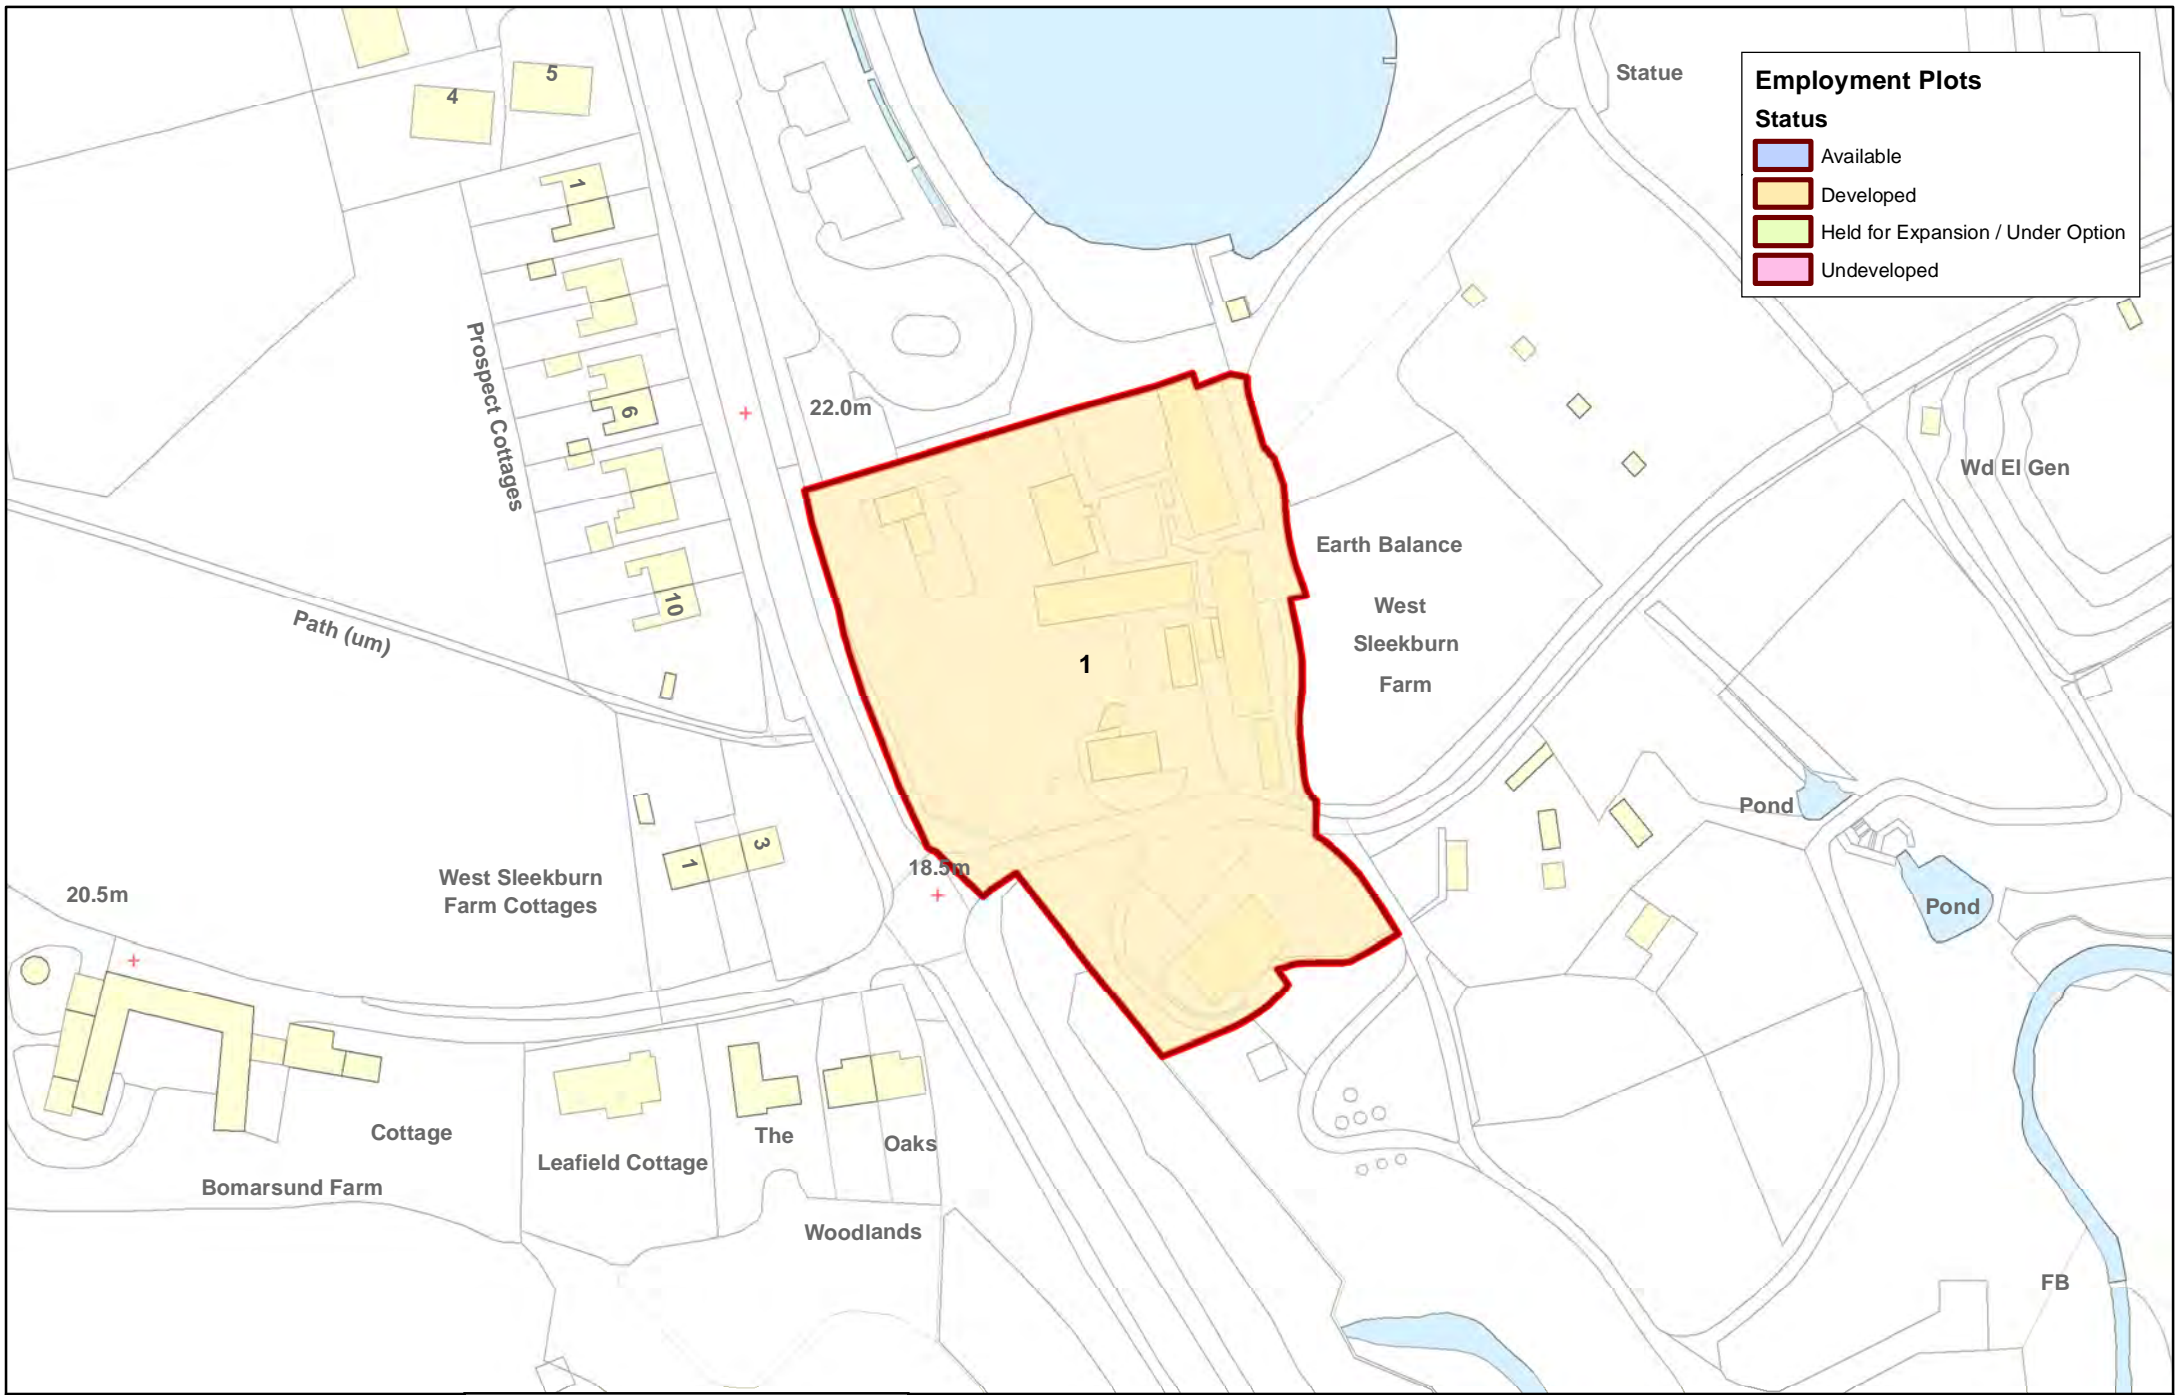 Employment Plots
Status
Available
Developed
Held for Expansion / Under Option
Undeveloped
Statue
5
4
1
Prospect Cottages
6
22.0m
Wd El Gen
Earth Balance
West
Sleekburn
Farm
10
Path (um)
1
Pond
3
1
18.5m
West Sleekburn
Farm Cottages
20.5m
Pond
Cottage
The
Oaks
Leafield Cottage
Bomarsund Farm
Woodlands
FB